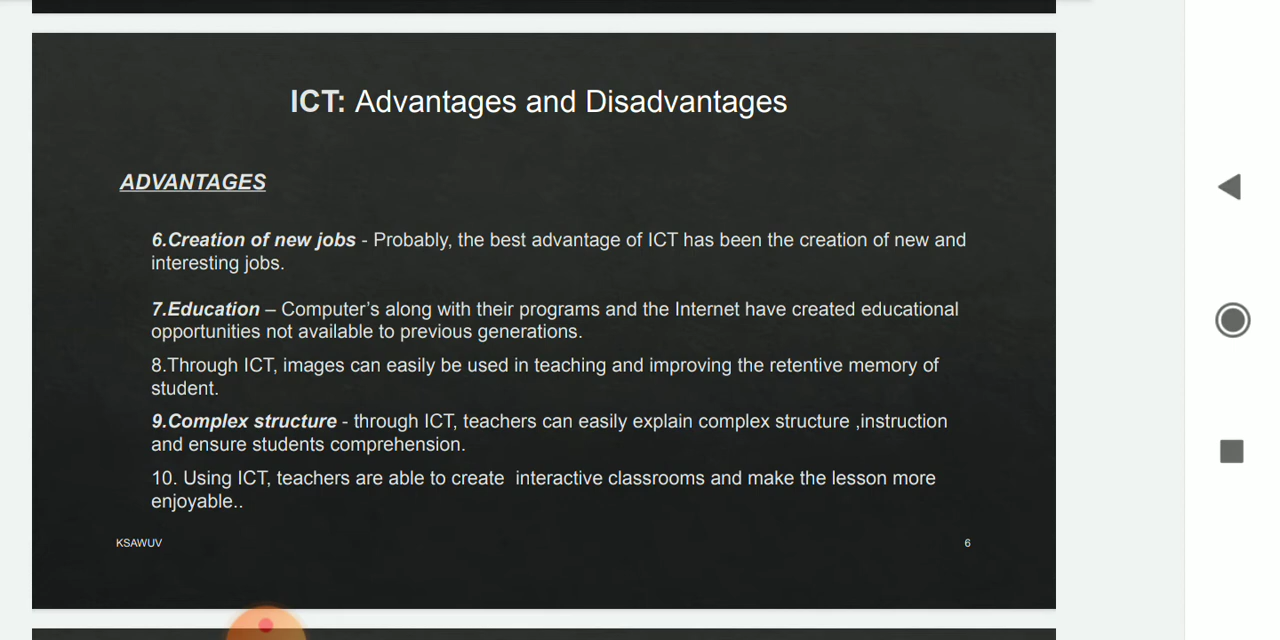 ICT: Advantages and Disadvantages
ADVANTAGES
6.Creation of new jobs - Probably, the best advantage of ICT has been the creation of new and
interesting jobs.
7.Education – Computer’s along with their programs and the Internet have created educational
opportunities not available to previous generations.
8.Through ICT, images can easily be used in teaching and improving the retentive memory of
student.
9.Complex structure - through ICT, teachers can easily explain complex structure ,instruction
and ensure students comprehension.
10. Using ICT, teachers are able to create  interactive classrooms and make the lesson more
enjoyable..
KSAWUV
6